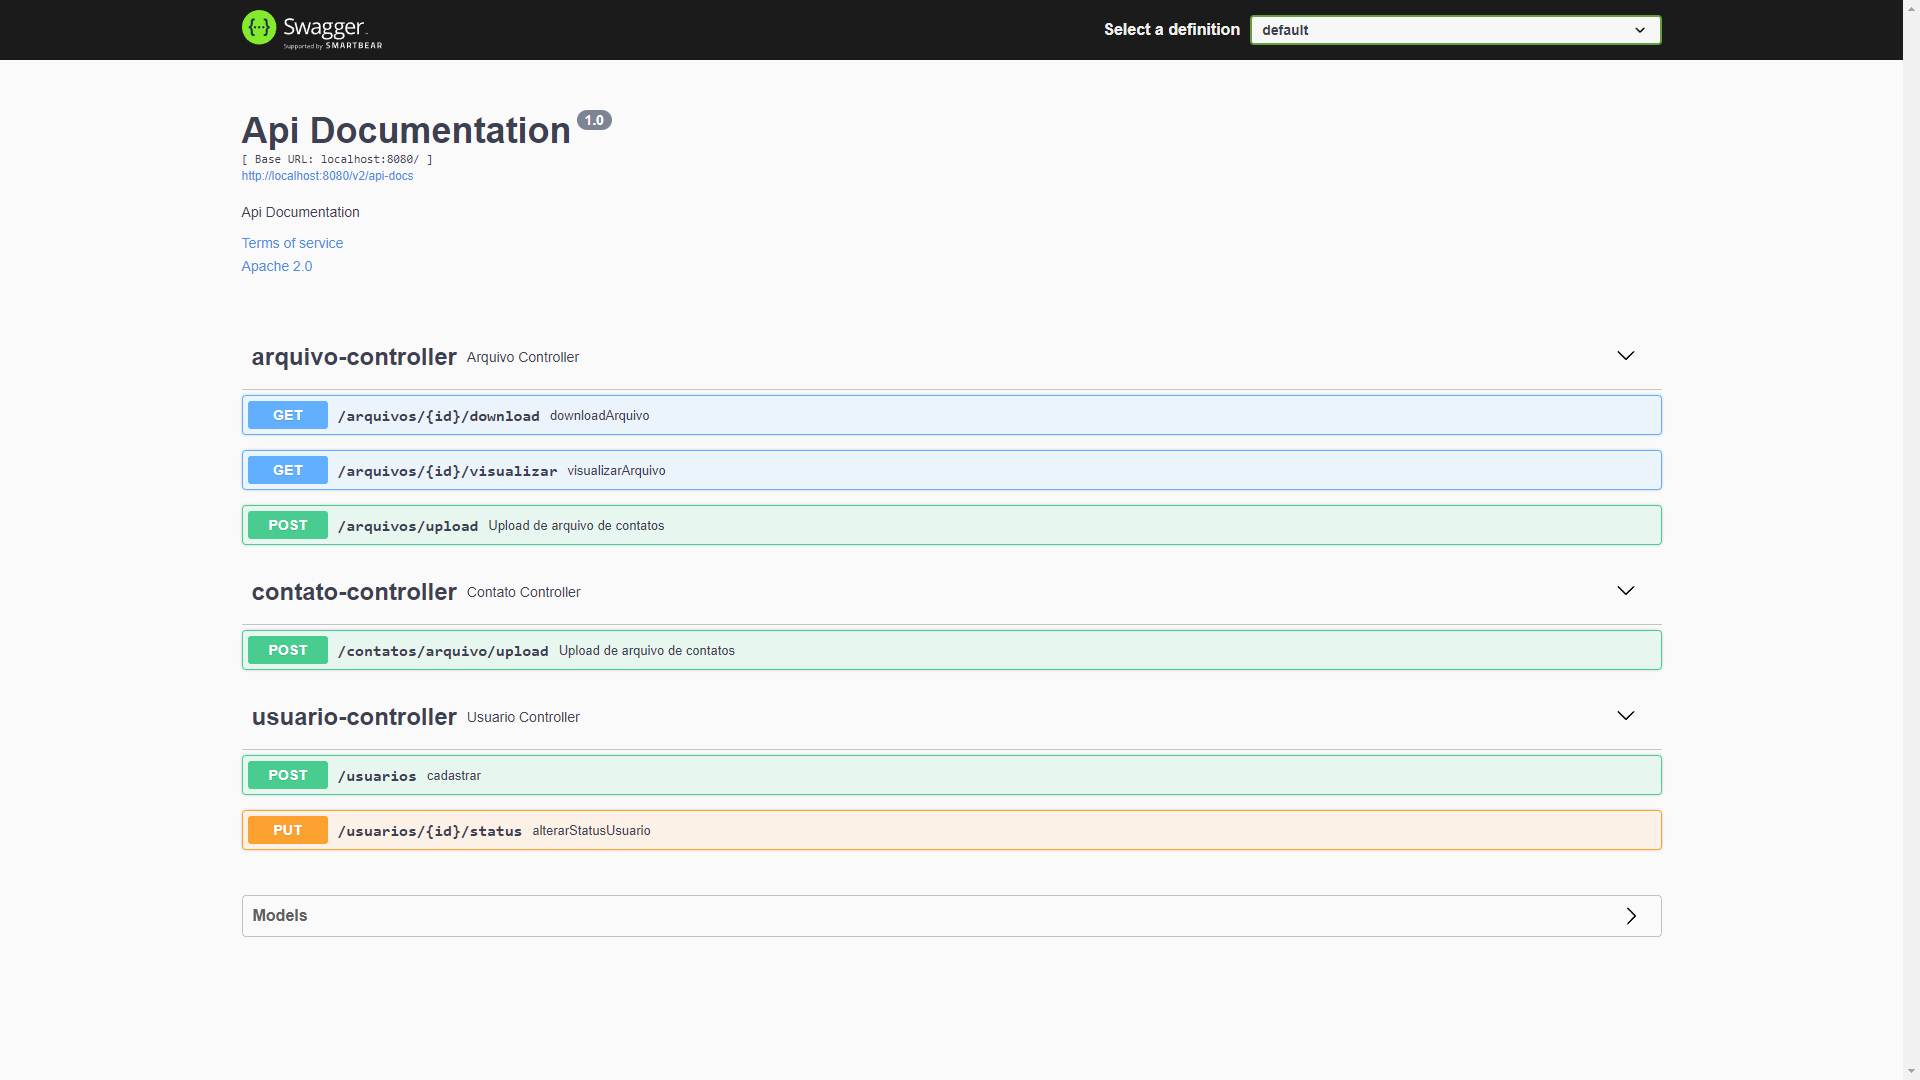 Swagger
Supported by SMARTBEAR
Select a definition
default
Api Documentation 1.0
[ Base URL: localhost:8080/ ]
http://localhost:8080/v2/api-docs
Api Documentation
Terms of service
Apache 2.0
arquivo-controller Arquivo Controller
GET /arquivos/{id}/download downloadArquivo
GET /arquivos/{id}/visualizar visualizarArquivo
POST /arquivos/upload Upload de arquivo de contatos
contato-controller Contato Controller
POST /contatos/arquivo/upload Upload de arquivo de contatos
usuario-controller Usuario Controller
POST /usuarios cadastrar
PUT /usuarios/{id}/status alterarStatusUsuario
Models